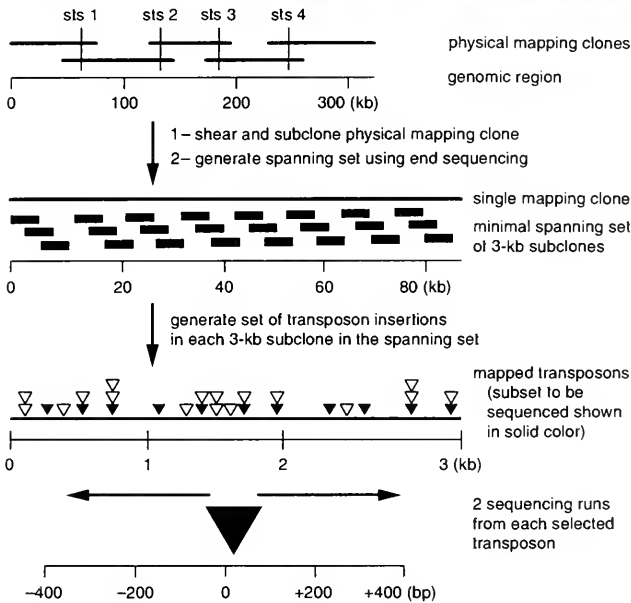 sts 1 sts 2 sts 3 sts 4
physical mapping clones
genomic region
0 100 200 300 (kb)
1– shear and subclone physical mapping clone
2– generate spanning set using end sequencing
single mapping clone
minimal spanning set
of 3-kb subclones
0 20 40 60 80 (kb)
generate set of transposon insertions
in each 3-kb subclone in the spanning set
mapped transposons
(subset to be
sequenced shown
in solid color)
0 1 2 3 (kb)
2 sequencing runs
from each selected
transposon
–400 –200 0 +200 +400 (bp)